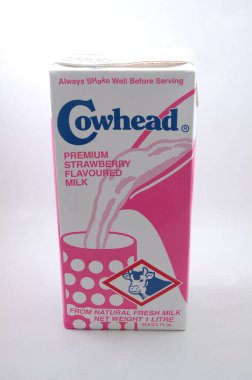 Always Shake Well Before Serving
Cowhead ®
PREMIUM
STRAWBERRY
FLAVOURED
MILK
FROM NATURAL FRESH MILK
NET WEIGHT 1 LITRE